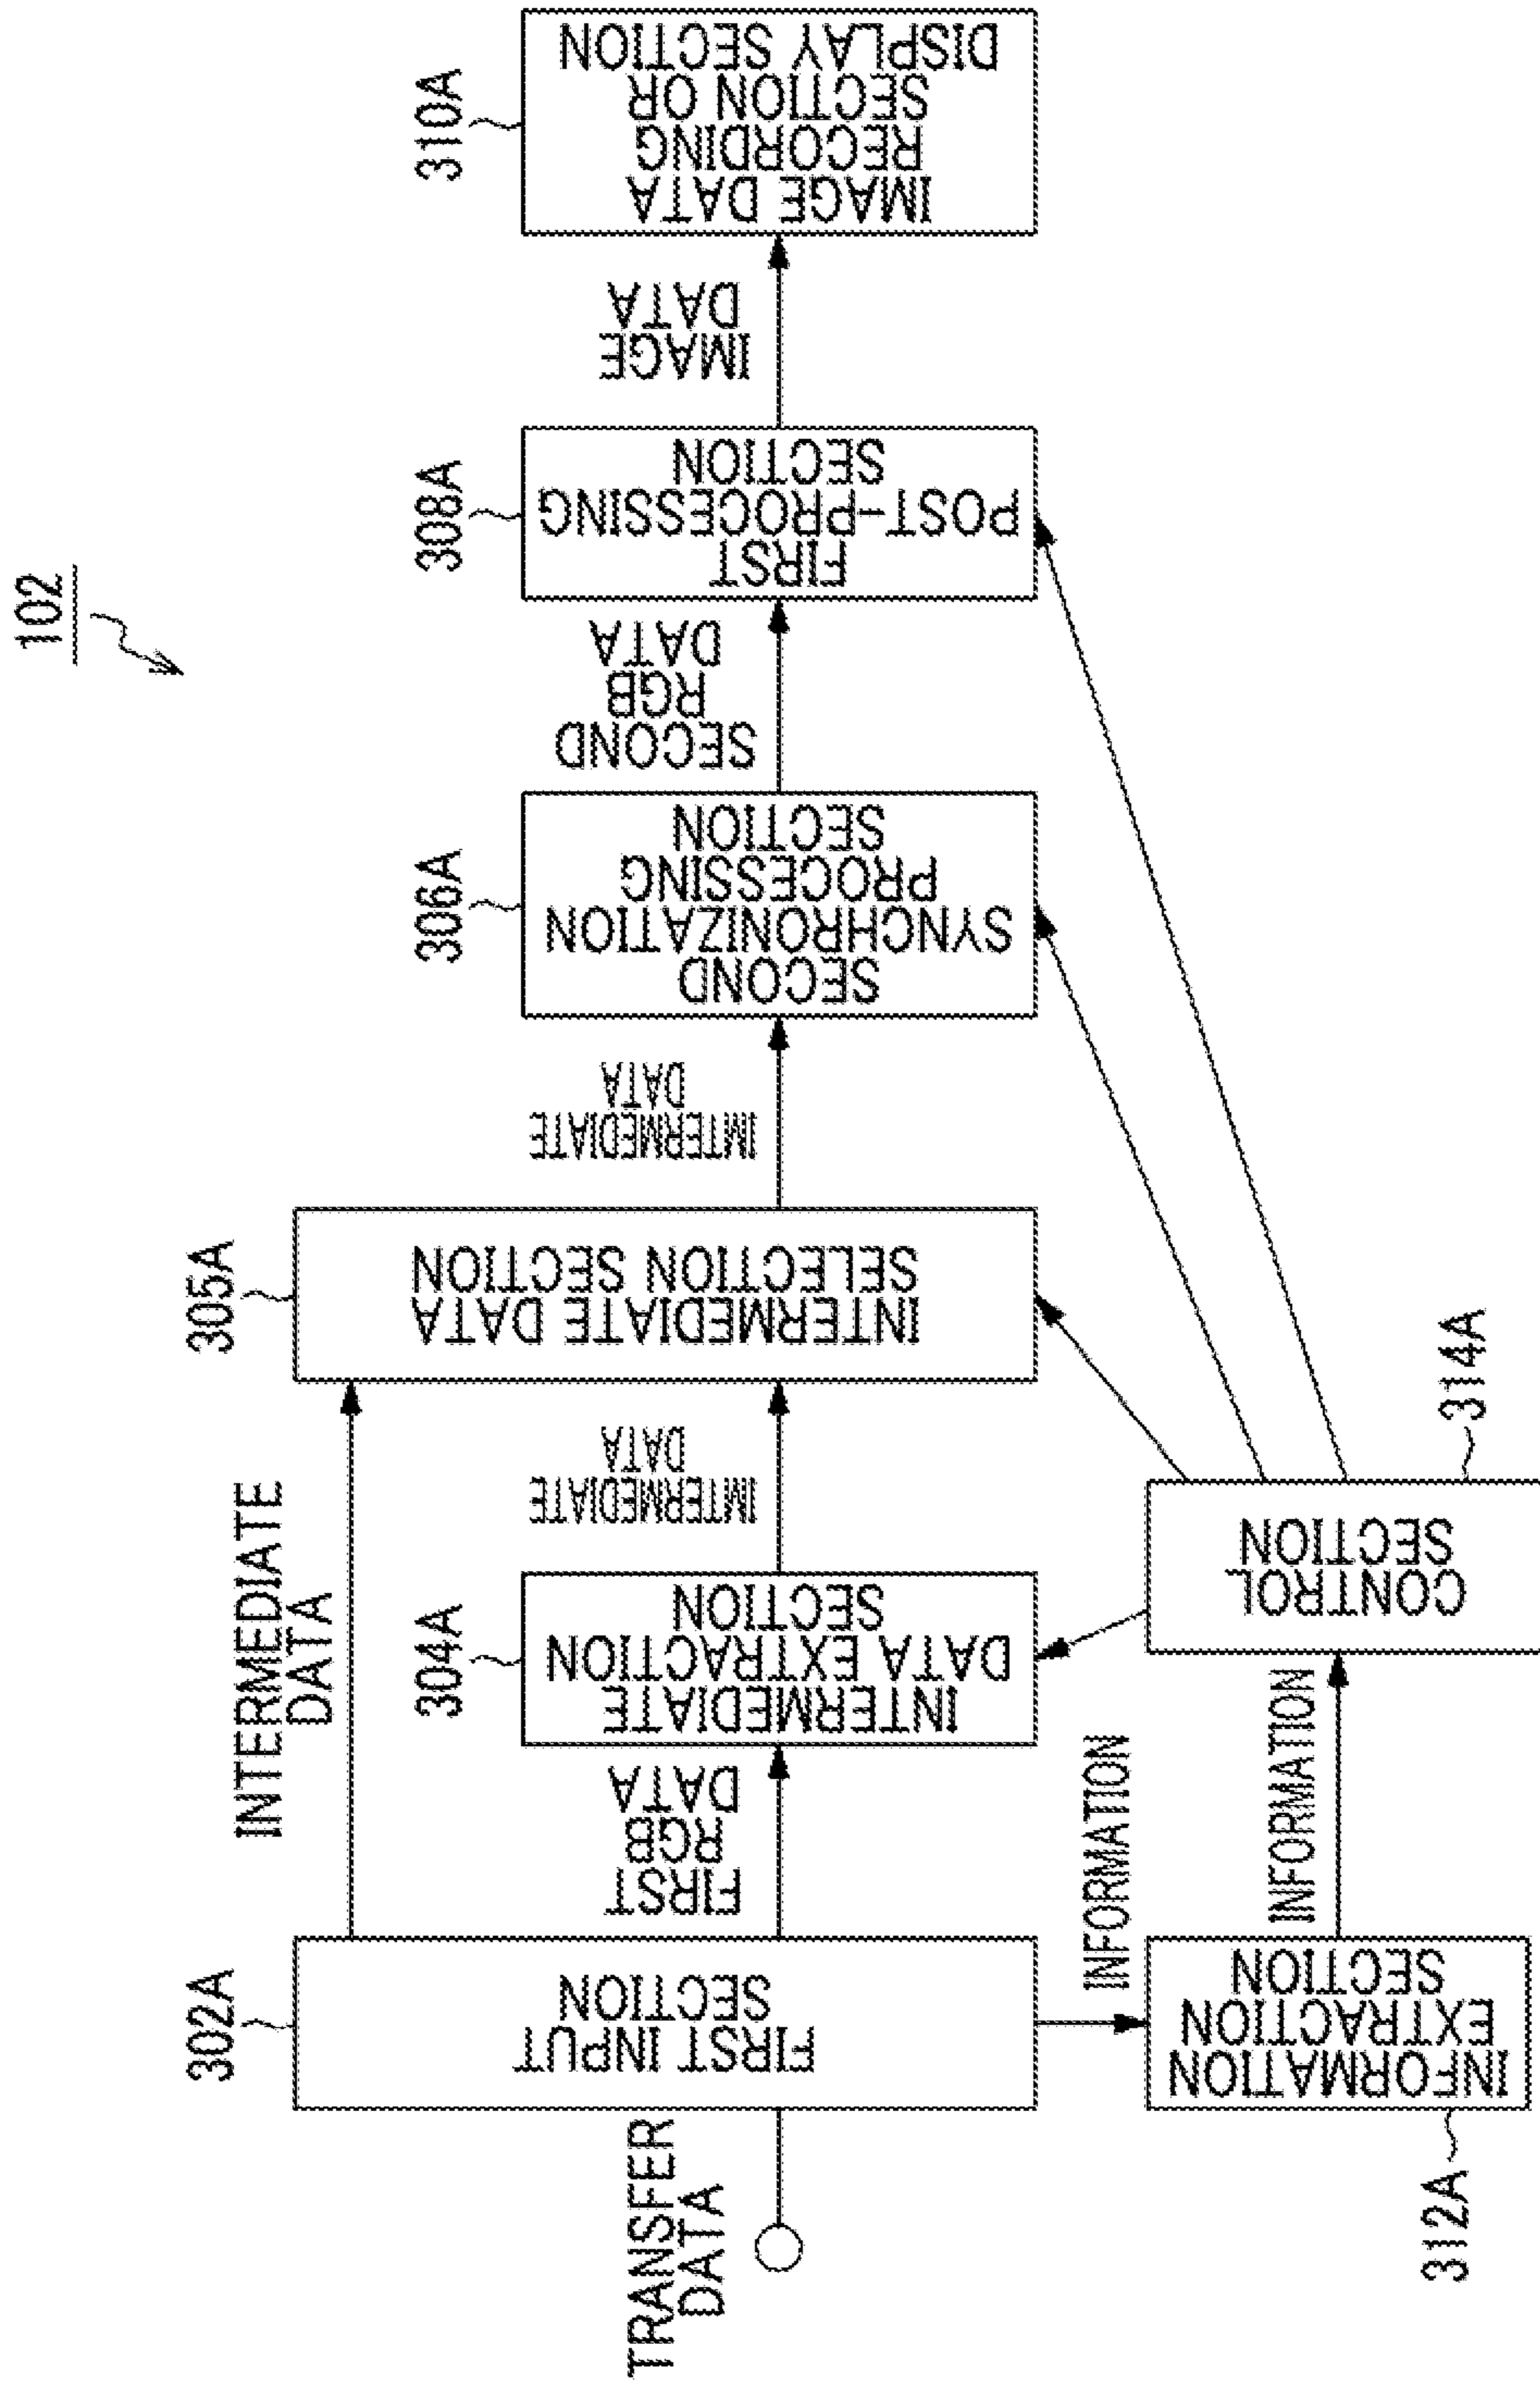 102
302A
304A
305A
306A
308A
310A
312A
314A
TRANSFER
DATA
FIRST INPUT
SECTION
INTERMEDIATE
DATA
FIRST
RGB
DATA
INTERMEDIATE
DATA EXTRACTION
SECTION
IMTERMEDIATE
DATA
INTERMEDIATE DATA
SELECTION SECTION
IMTERMEDIATE
DATA
SECOND
SYNCHRONIZATION
PROCESSING
SECTION
SECOND
RGB
DATA
FIRST
POST-PROCESSING
SECTION
IMAGE
DATA
IMAGE DATA
RECORDING
SECTION OR
DISPLAY SECTION
INFORMATION
INFORMATION
EXTRACTION
SECTION
INFORMATION
CONTROL
SECTION